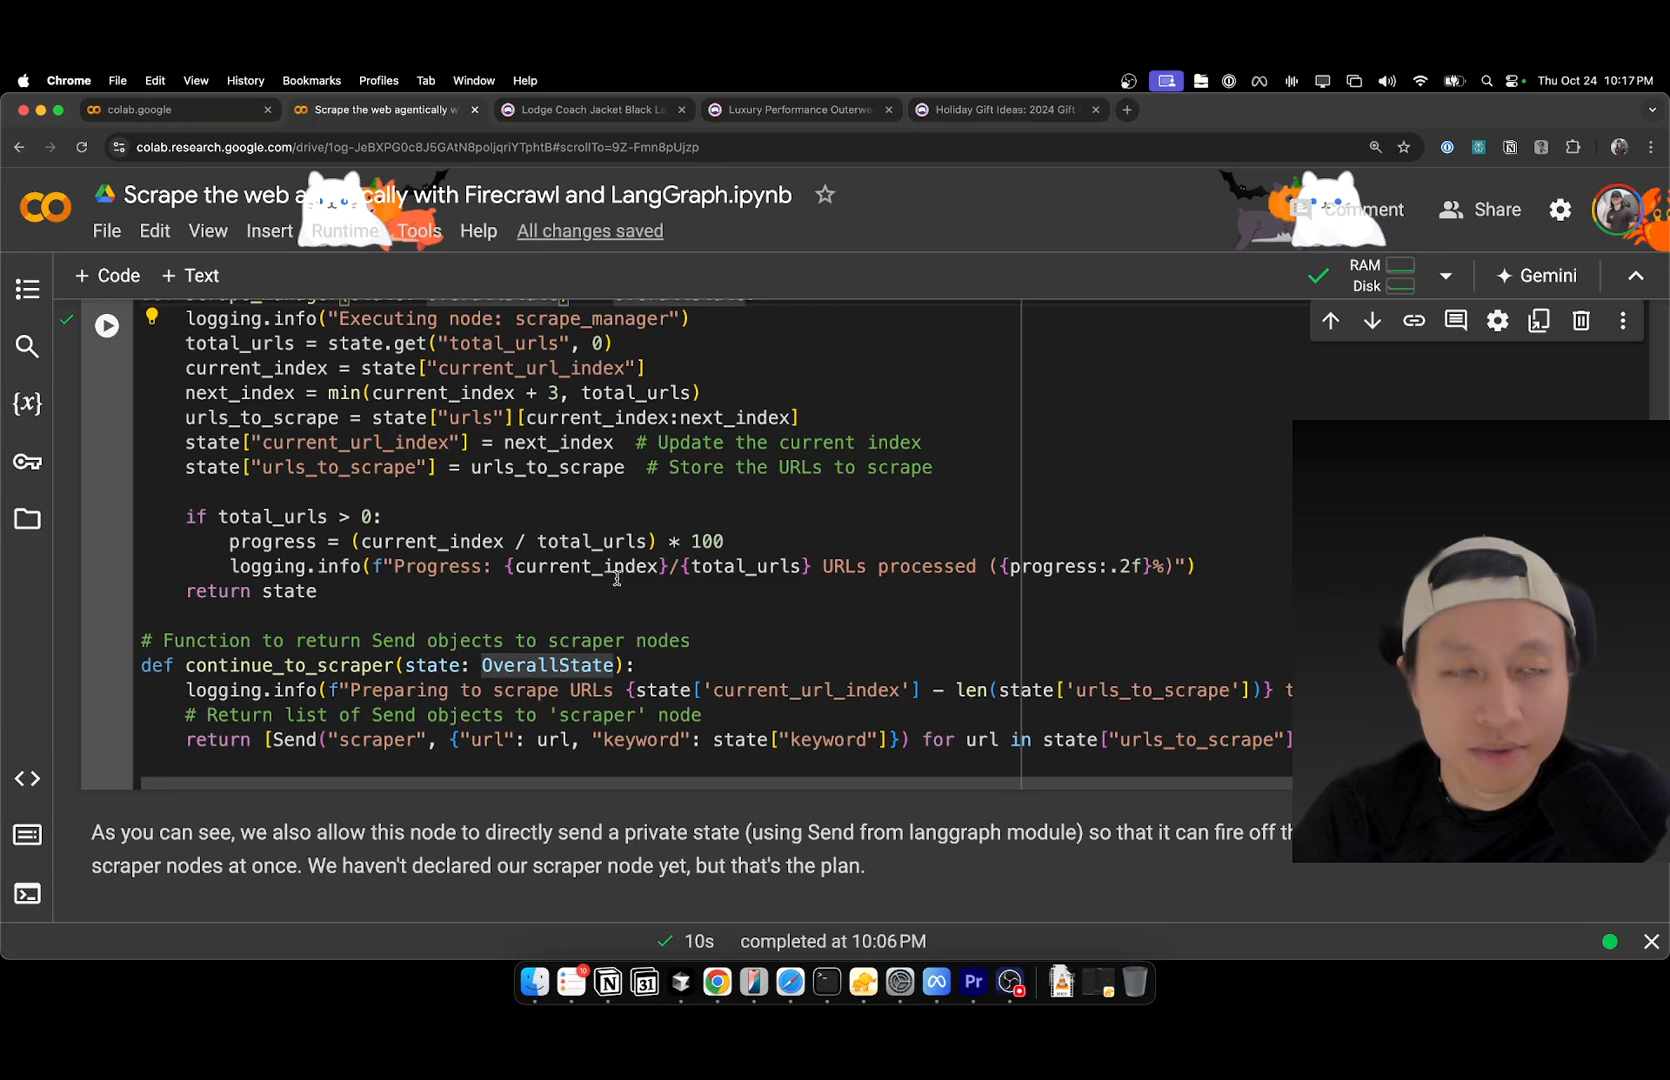 Chrome File Edit View History Bookmarks Profiles Tab Window Help Thu Oct 24 10:17 PM
colab.google Scrape the web agentically w Lodge Coach Jacket Black La Luxury Performance Outerwe Holiday Gift Ideas: 2024 Gift
colab.research.google.com/drive/1og-JeBXPG0c8J5GAtN8poljqriYTphtB#scrollTo=9Z-Fmn8pUjzp
Scrape the web a cally with Firecrawl and LangGraph.ipynb
Comment Share
File Edit View Insert Runtime Tools Help All changes saved
+ Code + Text RAM Disk Gemini
logging.info("Executing node: scrape_manager")
total_urls = state.get("total_urls", 0)
current_index = state["current_url_index"]
next_index = min(current_index + 3, total_urls)
urls_to_scrape = state["urls"][current_index:next_index]
state["current_url_index"] = next_index # Update the current index
state["urls_to_scrape"] = urls_to_scrape # Store the URLs to scrape
if total_urls > 0:
progress = (current_index / total_urls) * 100
logging.info(f"Progress: {current_index}/{total_urls} URLs processed ({progress:.2f}%)")
return state
# Function to return Send objects to scraper nodes
def continue_to_scraper(state: OverallState):
logging.info(f"Preparing to scrape URLs {state['current_url_index'] - len(state['urls_to_scrape'])} t
# Return list of Send objects to 'scraper' node
return [Send("scraper", {"url": url, "keyword": state["keyword"]}) for url in state["urls_to_scrape"]
As you can see, we also allow this node to directly send a private state (using Send from langgraph module) so that it can fire off th
scraper nodes at once. We haven't declared our scraper node yet, but that's the plan.
10s completed at 10:06 PM
10
31
Pr